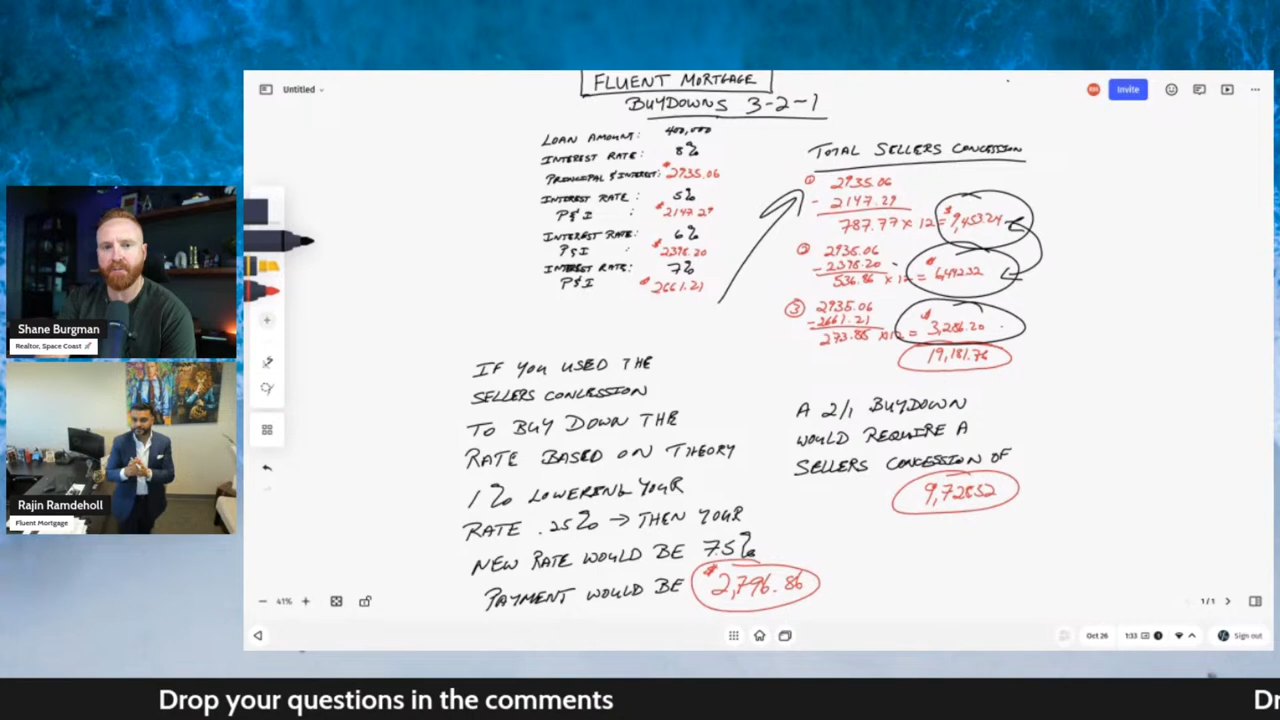 Untitled
Invite
FLUENT MORTGAGE
BUYDOWNS 3-2-1
LOAN AMOUNT: 400,000
INTEREST RATE: 8%
PRINCIPAL & INTEREST: $2935.06
INTEREST RATE: 5%
P&I : $2147.29
INTEREST RATE: 6%
P&I : $2398.20
INTEREST RATE: 7%
P&I $2661.21
TOTAL SELLERS CONCESSION
① 2935.06
- 2147.29
787.77 x 12 = $9,453.24
② 2935.06
- 2398.20
536.86 x 12 = $6,442.32
③ 2935.06
- 2661.21
273.85 x12 = $3,286.20
19,181.76
IF YOU USED THE
SELLERS CONCESSION
TO BUY DOWN THE
RATE BASED ON THEORY
1% LOWERING YOUR
RATE .25% → THEN YOUR
NEW RATE WOULD BE 7.5%
PAYMENT WOULD BE $2,796.86
A 2/1 BUYDOWN
WOULD REQUIRE A
SELLERS CONCESSION OF
9,728.52
Shane Burgman
Realtor, Space Coast
Rajin Ramdeholl
Fluent Mortgage
41%
1/1
Oct 26
1:33
Sign out
Drop your questions in the comments
Dr